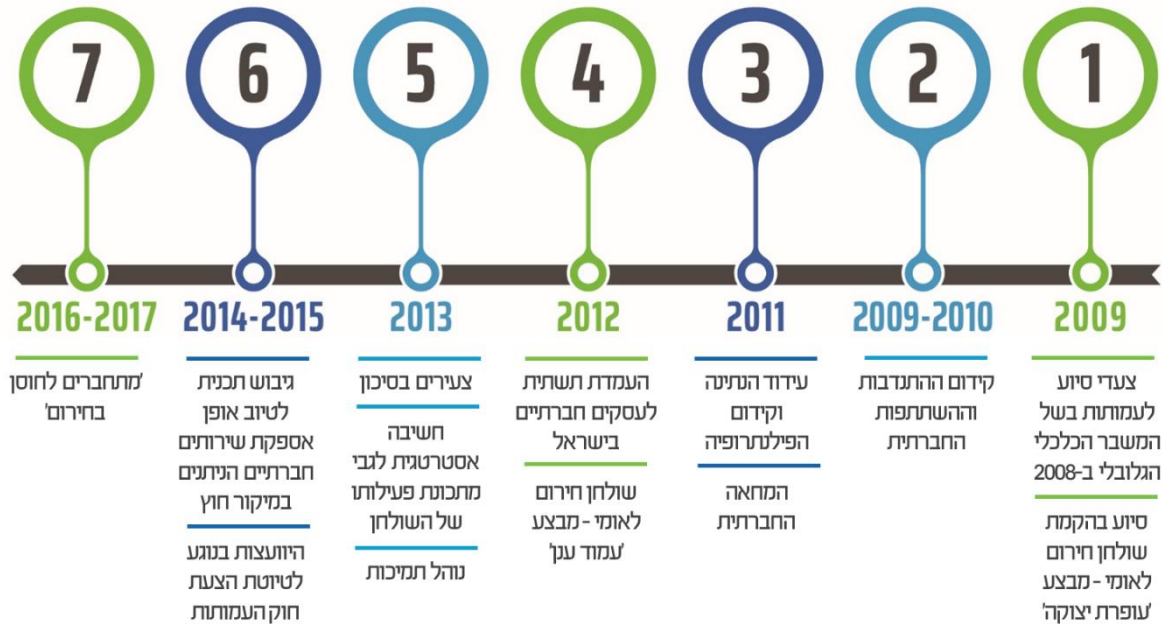 1
2009
צעדי סיוע
לעמותות בשל
המשבר הכלכלי
הגלובלי ב-2008
סיוע בהקמת
שולחן חירום
לאומי - מבצע
'עופרת יצוקה'
2
2009-2010
קידום ההתנדבות
וההשתתפות
החברתית
3
2011
עידוד הנתינה
וקידום
הפילנתרופיה
המחאה
החברתית
4
2012
העמדת תשתית
לעסקים חברתיים
בישראל
שולחן חירום
לאומי - מבצע
'עמוד ענן'
5
2013
צעירים בסיכון
חשיבה
אסטרטגית לגבי
מתכונת פעילותו
של השולחן
נוהל תמיכות
6
2014-2015
גיבוש תכנית
לטיוב אופן
אספקת שירותים
חברתיים הניתנים
במיקור חוץ
היוועצות בנוגע
לטיוטת הצעת
חוק העמותות
7
2016-2017
'מתחברים לחוסן
בחירום'